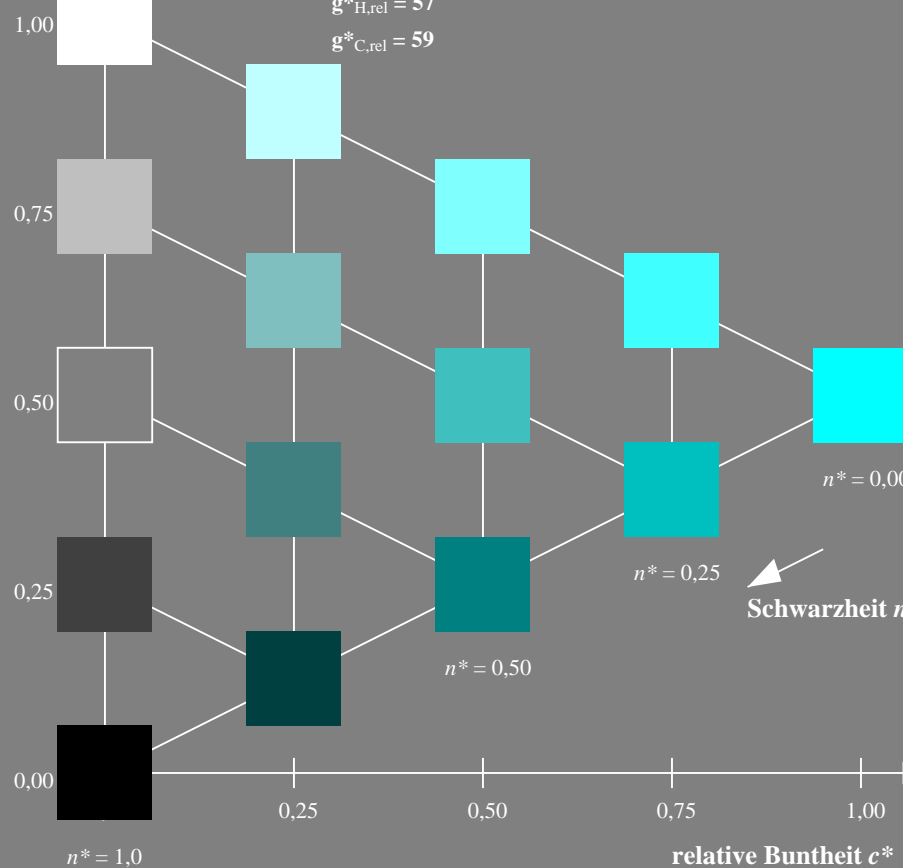 g*H,rel = 57
1,00
g*C,rel = 59
0,75
0,50
n* = 0,00
n* = 0,25
0,25
Schwarzheit n
n* = 0,50
0,00
0,25 0,50 0,75 1,00
n* = 1,0
relative Buntheit c*